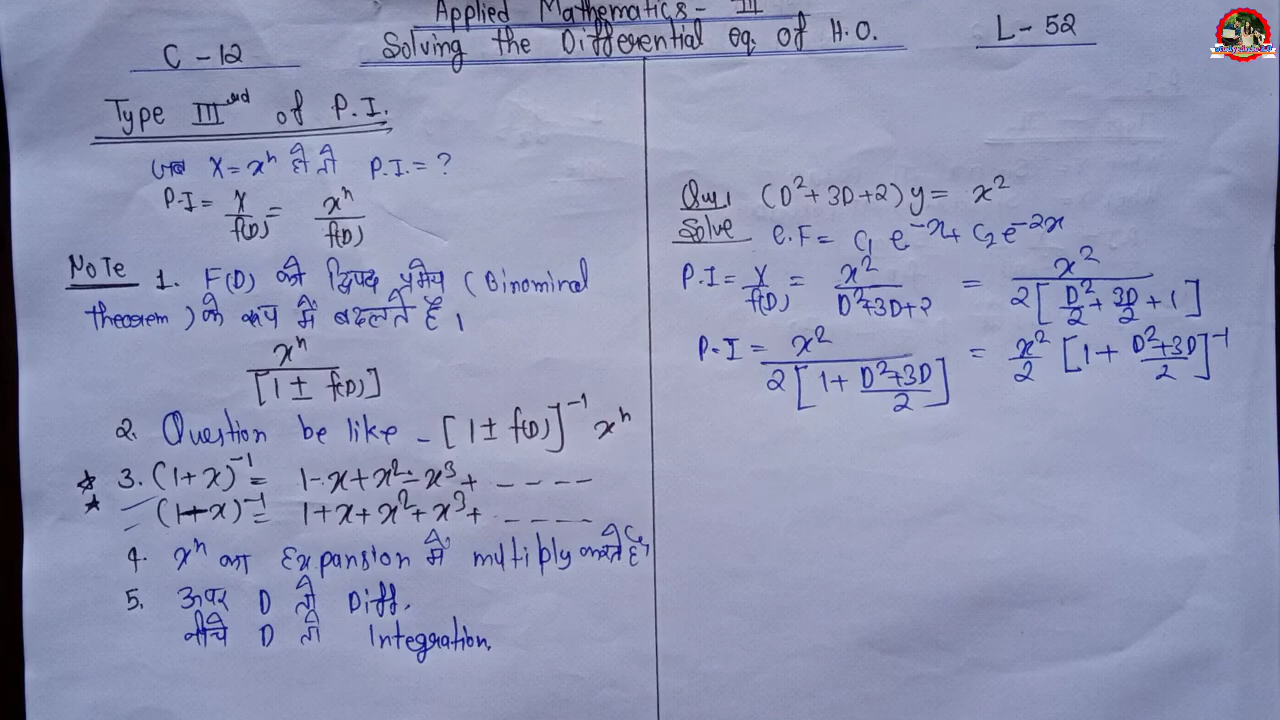 Applied Mathematics - III
C - 12
Solving the Differential eq. of H.O.
L - 52
Type IIIrd of P.I.
जब X = xⁿ हो तो P.I. = ?
P.I = X/f(D) = xⁿ/f(D)
Note 1. F(D) को द्विपद प्रमेय (Binominal
theorem) के रूप में बदलते हैं।
xⁿ/[1 ± f(D)]
2. Question be like - [1 ± f(D)]⁻¹ xⁿ
3. (1+x)⁻¹ = 1 - x + x² - x³ + - - - -
(1-x)⁻¹ = 1 + x + x² + x³ + - - - -
4. xⁿ का Expansion में multiply करते हैं
5. ऊपर D तो Diff.
नीचे D तो Integration.
Que.1 (D² + 3D + 2) y = x²
Solve C.F = C₁ e⁻ˣ + C₂ e⁻²ˣ
P.I = X/f(D) = x²/(D² + 3D + 2) = x²/2[D²/2 + 3D/2 + 1]
P.I = x²/2[1 + (D² + 3D)/2] = x²/2 [1 + (D² + 3D)/2]⁻¹